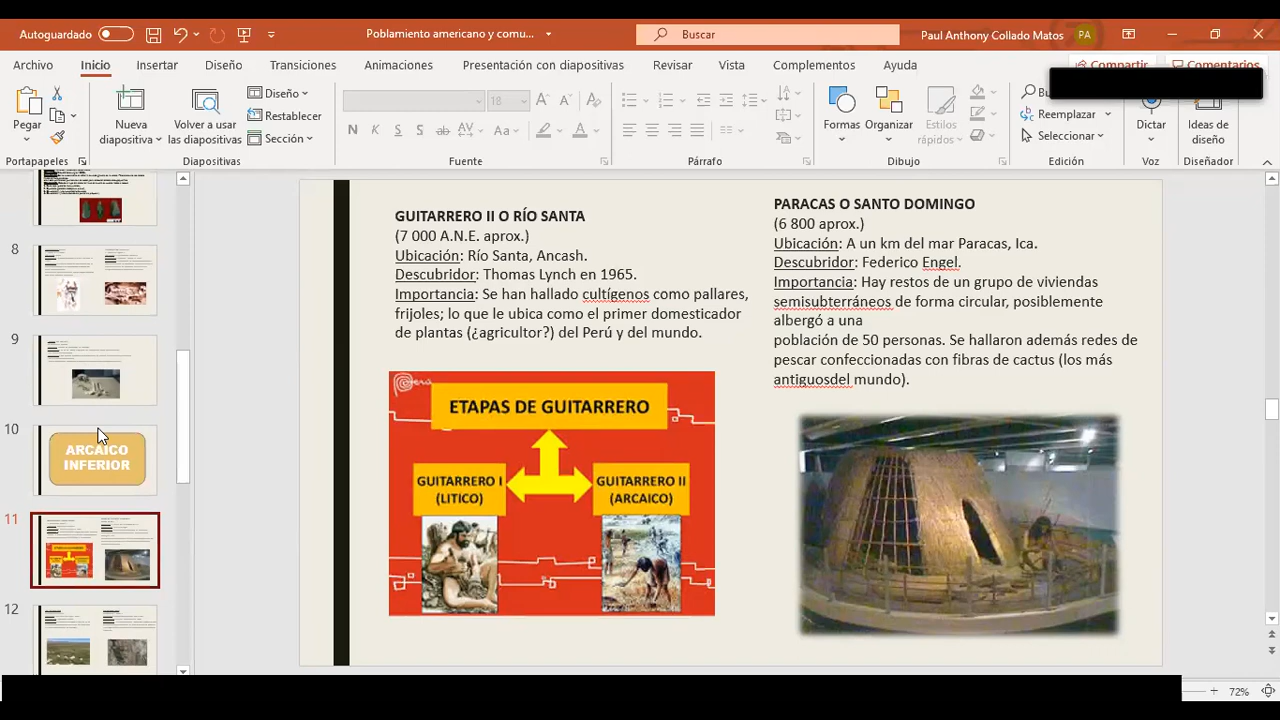 Autoguardado
Poblamiento americano y comu...
Buscar
Paul Anthony Collado Matos
PA
Archivo
Inicio
Insertar
Diseño
Transiciones
Animaciones
Presentación con diapositivas
Revisar
Vista
Complementos
Ayuda
Compartir
Comentarios
Pegar
Nueva
diapositiva
Volver a usar
las diapositivas
Diseño
Restablecer
Sección
18
N K S S ab AV Aa A
Formas
Organizar
Estilos
rápidos
Reemplazar
Seleccionar
Dictar
Ideas de
diseño
Portapapeles
Diapositivas
Fuente
Párrafo
Dibujo
Edición
Voz
Diseñador
8
9
10
ARCAICO
INFERIOR
11
12
GUITARRERO II O RÍO SANTA
(7 000 A.N.E. aprox.)
Ubicación: Río Santa, Ancash.
Descubridor: Thomas Lynch en 1965.
Importancia: Se han hallado cultígenos como pallares,
frijoles; lo que le ubica como el primer domesticador
de plantas (¿agricultor?) del Perú y del mundo.
ETAPAS DE GUITARRERO
GUITARRERO I
(LITICO)
GUITARRERO II
(ARCAICO)
PARACAS O SANTO DOMINGO
(6 800 aprox.)
Ubicación: A un km del mar Paracas, Ica.
Descubridor: Federico Engel.
Importancia: Hay restos de un grupo de viviendas
semisubterráneos de forma circular, posiblemente
albergó a una
población de 50 personas. Se hallaron además redes de
pescar confeccionadas con fibras de cactus (los más
antiguosdel mundo).
72%